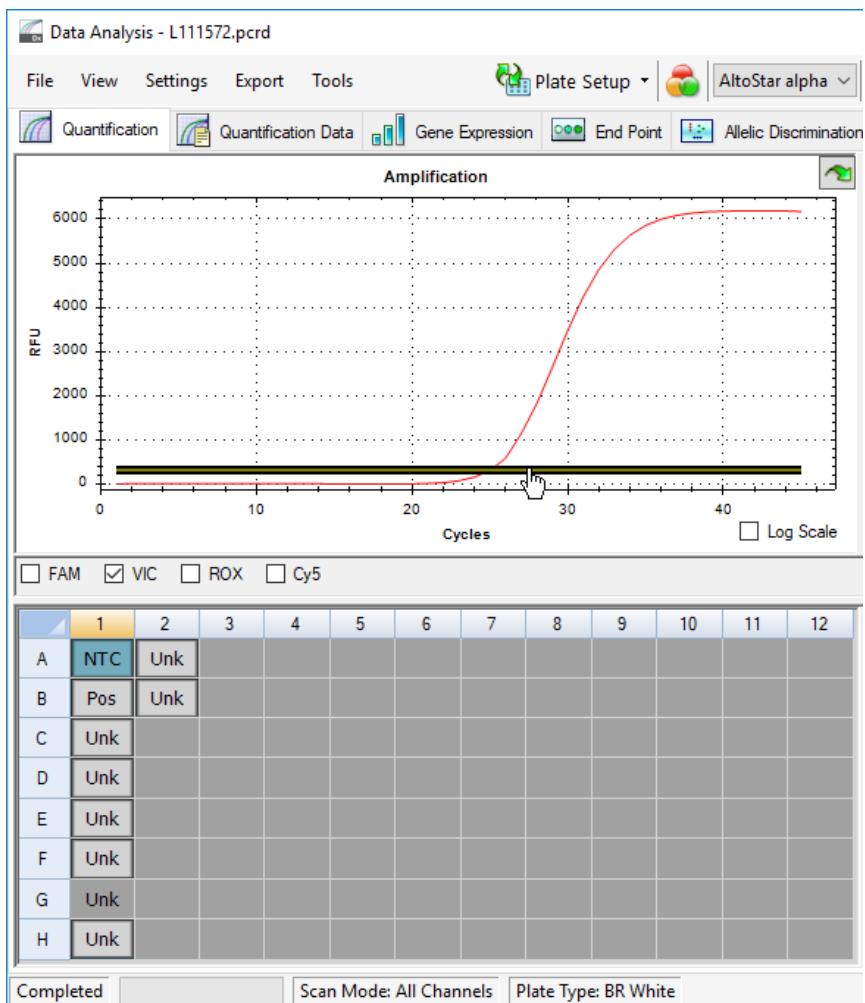 Data Analysis - L111572.pcrd
File View Settings Export Tools Plate Setup AltoStar alpha
Quantification Quantification Data Gene Expression End Point Allelic Discrimination
Amplification
6000
5000
4000
3000
2000
1000
0
RFU
0 10 20 30 40
Cycles
Log Scale
FAM VIC ROX Cy5
1 2 3 4 5 6 7 8 9 10 11 12
A NTC Unk
B Pos Unk
C Unk
D Unk
E Unk
F Unk
G Unk
H Unk
Completed Scan Mode: All Channels Plate Type: BR White